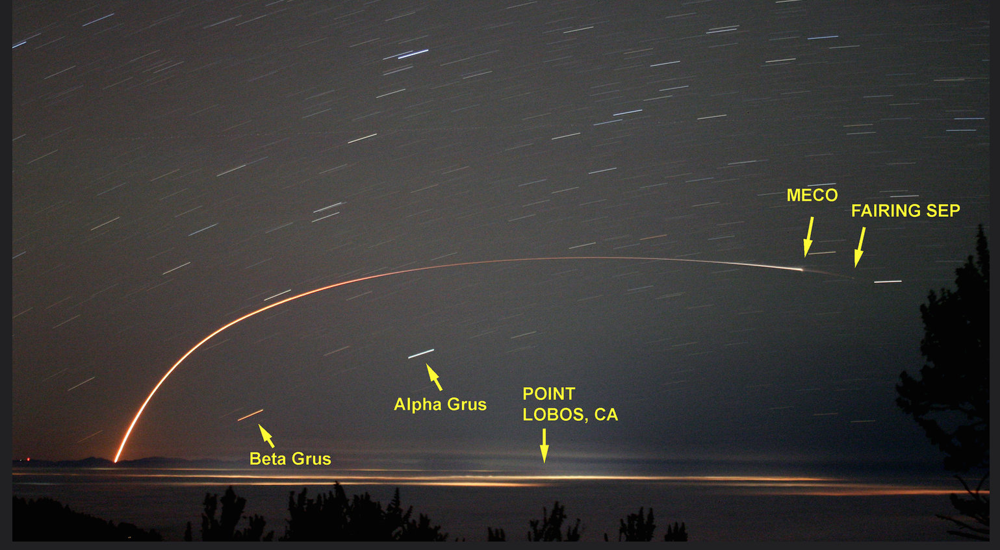 MECO
FAIRING SEP
Alpha Grus
POINT
LOBOS, CA
Beta Grus